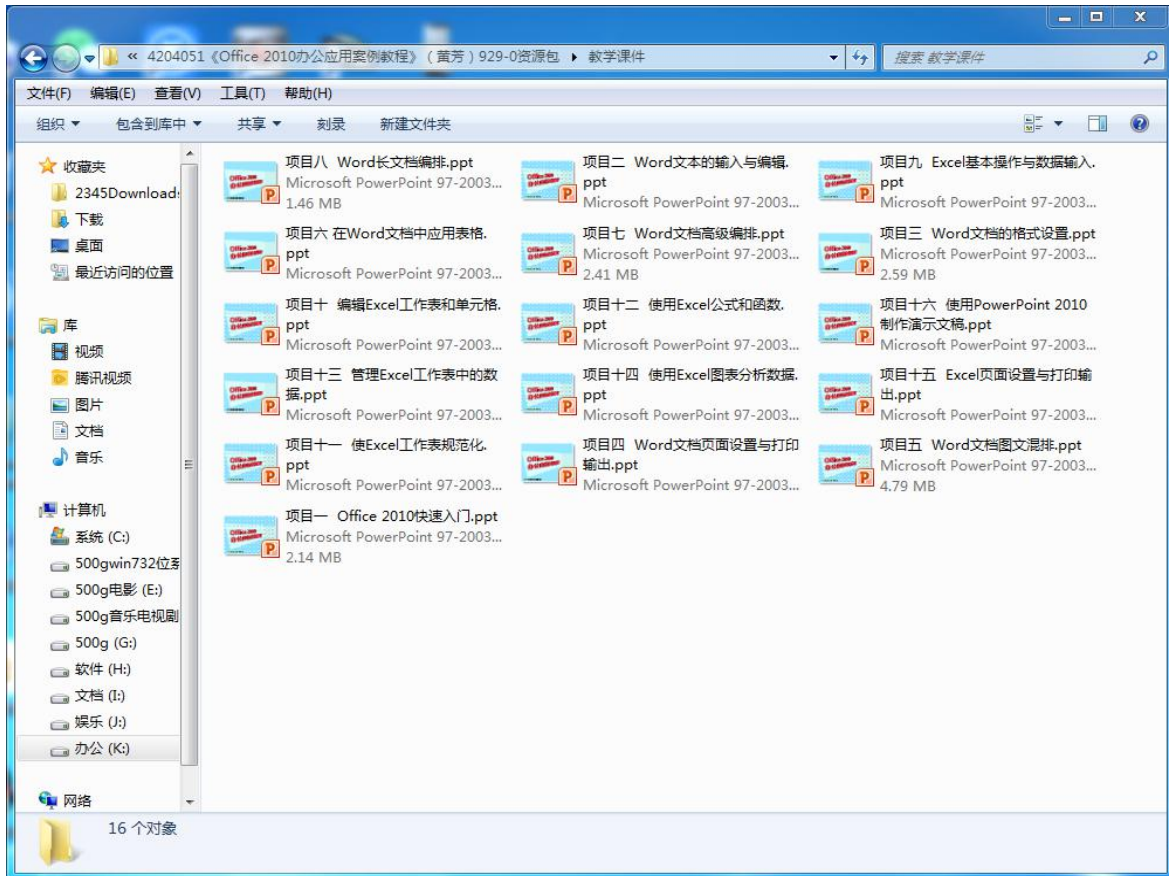 « 4204051《Office 2010办公应用案例教程》（黄芳）929-0资源包 ▸ 教学课件
搜索 教学课件
文件(F) 编辑(E) 查看(V) 工具(T) 帮助(H)
组织 包含到库中 共享 刻录 新建文件夹
收藏夹
2345Download
下载
桌面
最近访问的位置
库
视频
腾讯视频
图片
文档
音乐
计算机
系统 (C:)
500gwin732位系
500g电影 (E:)
500g音乐电视剧
500g (G:)
软件 (H:)
文档 (I:)
娱乐 (J:)
办公 (K:)
网络
项目八 Word长文档编排.ppt
Microsoft PowerPoint 97-2003...
1.46 MB
项目二 Word文本的输入与编辑.
ppt
Microsoft PowerPoint 97-2003...
项目九 Excel基本操作与数据输入.
ppt
Microsoft PowerPoint 97-2003...
项目六 在Word文档中应用表格.
ppt
Microsoft PowerPoint 97-2003...
项目七 Word文档高级编排.ppt
Microsoft PowerPoint 97-2003...
2.41 MB
项目三 Word文档的格式设置.ppt
Microsoft PowerPoint 97-2003...
2.59 MB
项目十 编辑Excel工作表和单元格.
ppt
Microsoft PowerPoint 97-2003...
项目十二 使用Excel公式和函数.
ppt
Microsoft PowerPoint 97-2003...
项目十六 使用PowerPoint 2010
制作演示文稿.ppt
Microsoft PowerPoint 97-2003...
项目十三 管理Excel工作表中的数
据.ppt
Microsoft PowerPoint 97-2003...
项目十四 使用Excel图表分析数据.
ppt
Microsoft PowerPoint 97-2003...
项目十五 Excel页面设置与打印输
出.ppt
Microsoft PowerPoint 97-2003...
项目十一 使Excel工作表规范化.
ppt
Microsoft PowerPoint 97-2003...
项目四 Word文档页面设置与打印
输出.ppt
Microsoft PowerPoint 97-2003...
项目五 Word文档图文混排.ppt
Microsoft PowerPoint 97-2003...
4.79 MB
项目一 Office 2010快速入门.ppt
Microsoft PowerPoint 97-2003...
2.14 MB
16 个对象